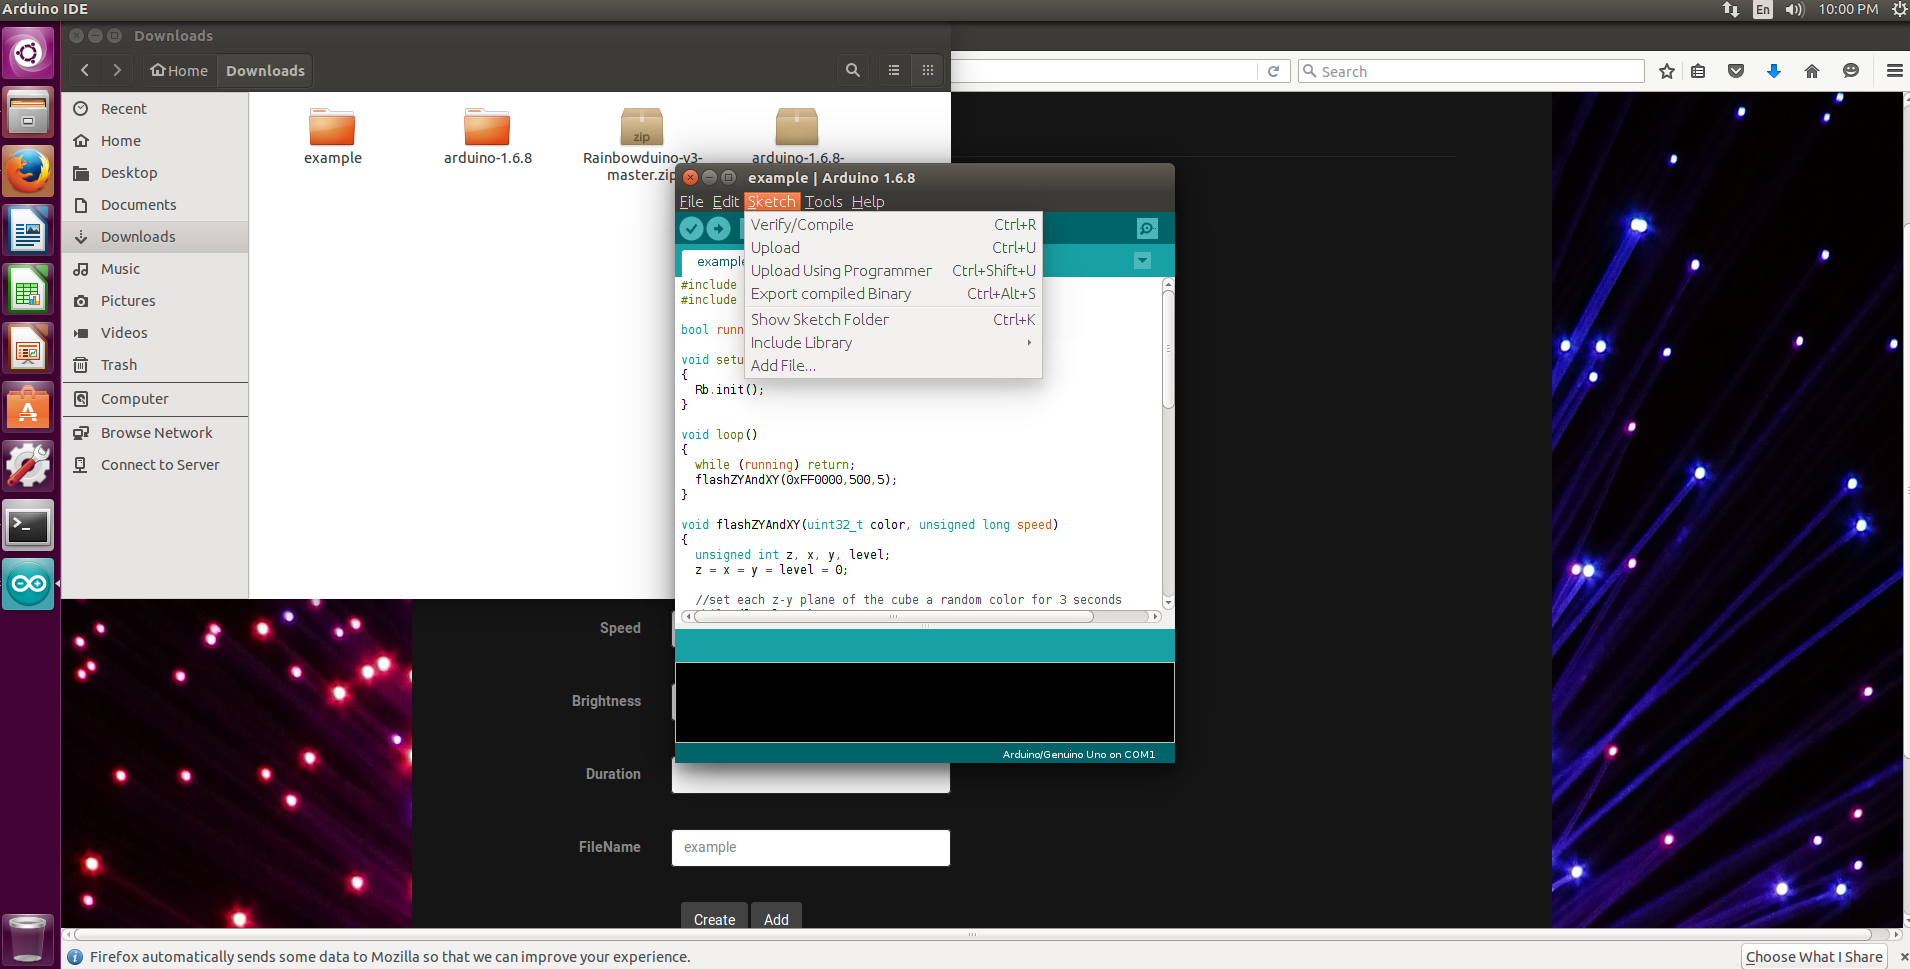 Arduino IDE
En
10:00 PM
Downloads
Home
Downloads
Search
Recent
Home
Desktop
Documents
Downloads
Music
Pictures
Videos
Trash
Computer
Browse Network
Connect to Server
example
arduino-1.6.8
zip
Rainbowduino-v3-
master.zip
arduino-1.6.8-
example | Arduino 1.6.8
File Edit Sketch Tools Help
Verify/Compile Ctrl+R
Upload Ctrl+U
Upload Using Programmer Ctrl+Shift+U
Export compiled Binary Ctrl+Alt+S
Show Sketch Folder Ctrl+K
Include Library
Add File...
example
#include
#include
bool runn
void setu
{
Rb.init();
}
void loop()
{
while (running) return;
flashZYAndXY(0xFF0000,500,5);
}
void flashZYAndXY(uint32_t color, unsigned long speed)
{
unsigned int z, x, y, level;
z = x = y = level = 0;
//set each z-y plane of the cube a random color for 3 seconds
Arduino/Genuino Uno on COM1
Speed
Brightness
Duration
FileName
example
Create Add
Firefox automatically sends some data to Mozilla so that we can improve your experience.
Choose What I Share